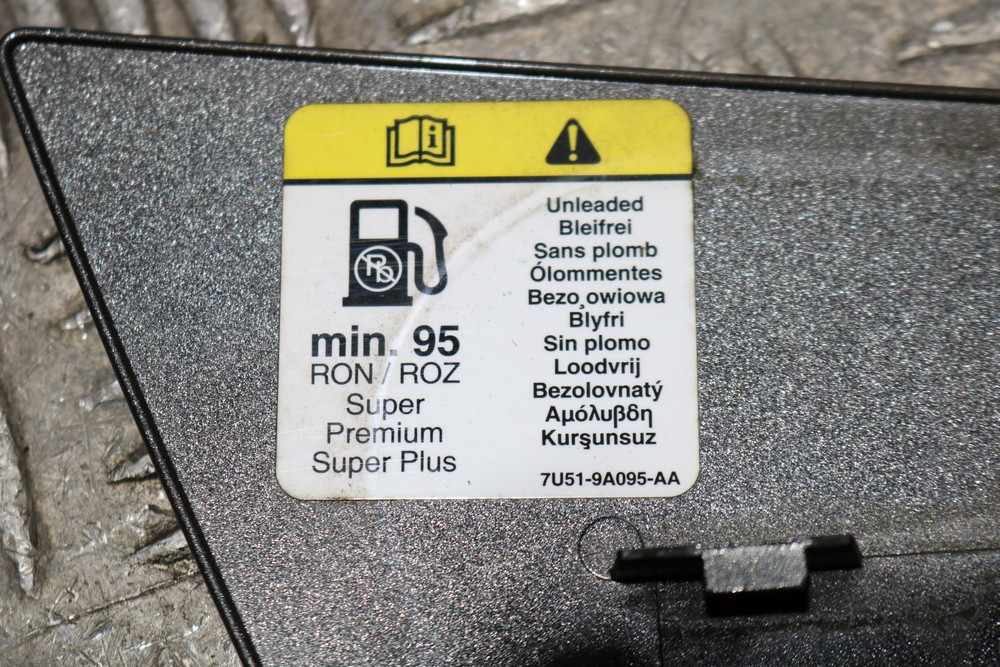 Pb
min. 95
RON / ROZ
Super
Premium
Super Plus
Unleaded
Bleifrei
Sans plomb
Ólommentes
Bezo¸owiowa
Blyfri
Sin plomo
Loodvrij
Bezolovnatý
Αμόλυβδη
Kurşunsuz
7U51-9A095-AA